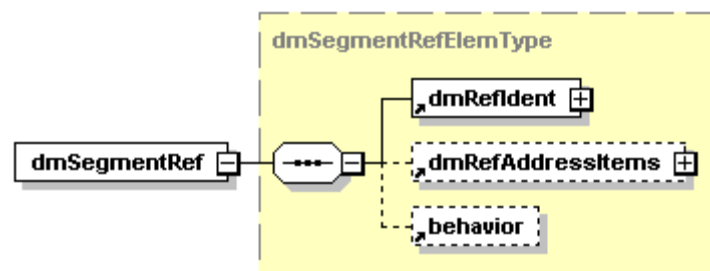 dmSegmentRefElemType
dmRefIdent
dmSegmentRef
dmRefAddressItems
behavior